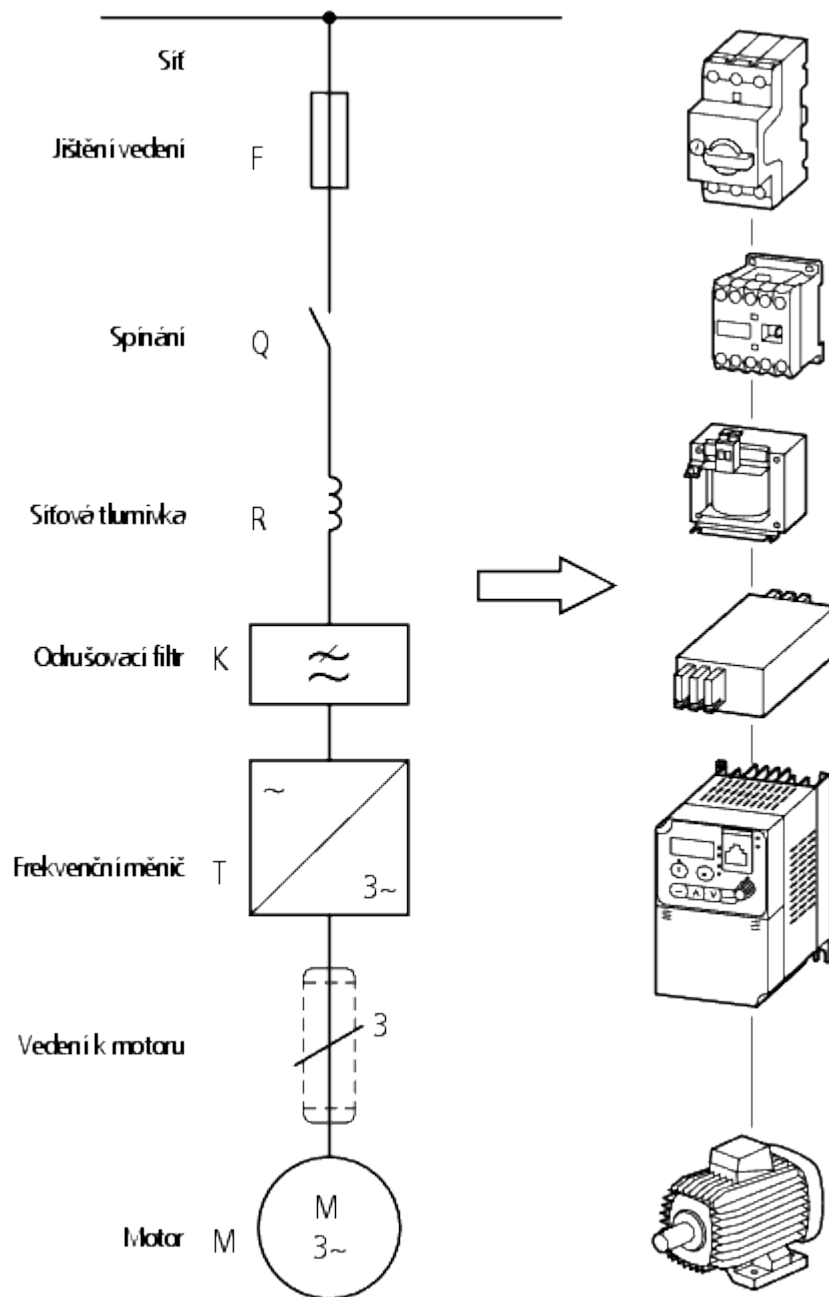 Síť
Jištění vedení F
Spínání Q
Síťová tlumivka R
Odrušovací filtr K
~
Frekvenční měnič T
3~
Vedení k motoru 3
M
Motor M 3~